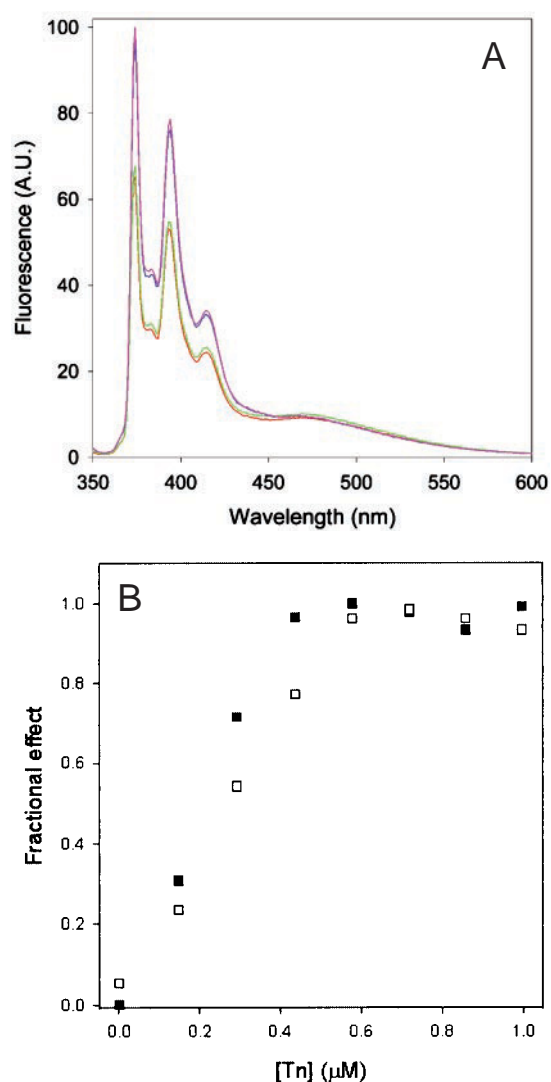 A
100
80
60
40
20
0
Fluorescence (A.U.)
350 400 450 500 550 600
Wavelength (nm)
B
1.0
0.8
0.6
0.4
0.2
0.0
Fractional effect
0.0 0.2 0.4 0.6 0.8 1.0
[Tn] (μM)